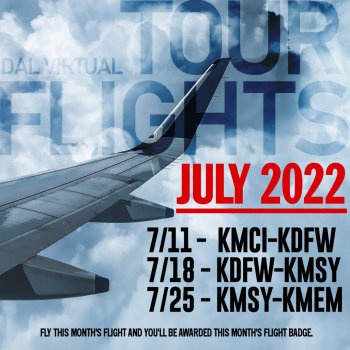 DAL VIRTUAL
TOUR
FLIGHTS
JULY 2022
7/11 - KMCI-KDFW
7/18 - KDFW-KMSY
7/25 - KMSY-KMEM
FLY THIS MONTH'S FLIGHT AND YOU'LL BE AWARDED THIS MONTH'S FLIGHT BADGE.